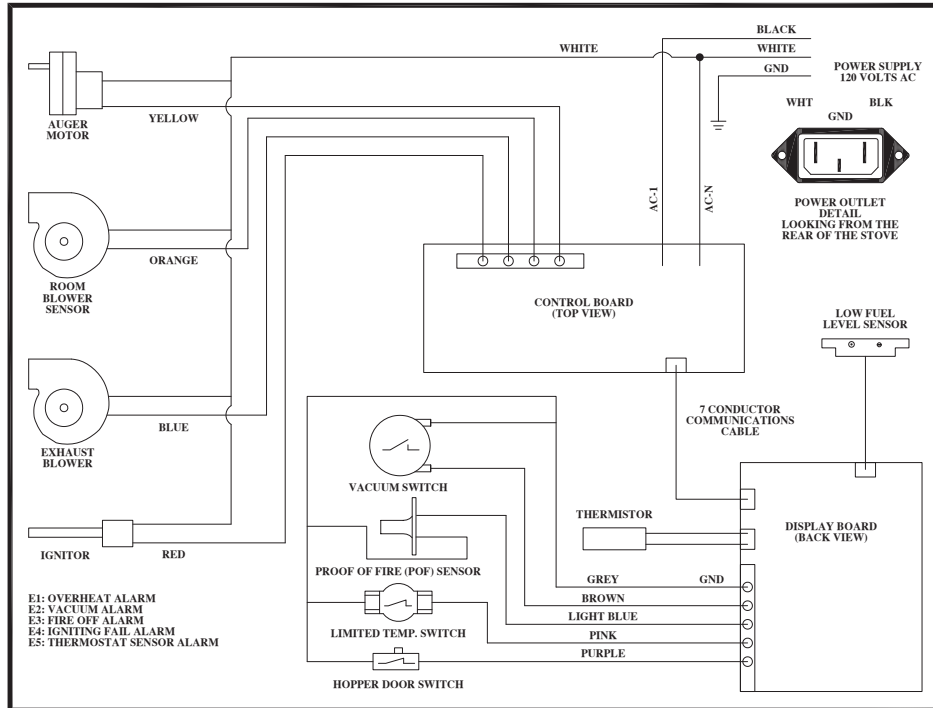 BLACK
WHITE
WHITE
GND
POWER SUPPLY
120 VOLTS AC
WHT
BLK
GND
POWER OUTLET
DETAIL
LOOKING FROM THE
REAR OF THE STOVE
AUGER
MOTOR
YELLOW
AC-1
AC-N
ROOM
BLOWER
SENSOR
ORANGE
CONTROL BOARD
(TOP VIEW)
LOW FUEL
LEVEL SENSOR
EXHAUST
BLOWER
BLUE
7 CONDUCTOR
COMMUNICATIONS
CABLE
VACUUM SWITCH
THERMISTOR
DISPLAY BOARD
(BACK VIEW)
IGNITOR
RED
PROOF OF FIRE (POF) SENSOR
GREY
GND
BROWN
LIGHT BLUE
LIMITED TEMP. SWITCH
PINK
PURPLE
HOPPER DOOR SWITCH
E1: OVERHEAT ALARM
E2: VACUUM ALARM
E3: FIRE OFF ALARM
E4: IGNITING FAIL ALARM
E5: THERMOSTAT SENSOR ALARM